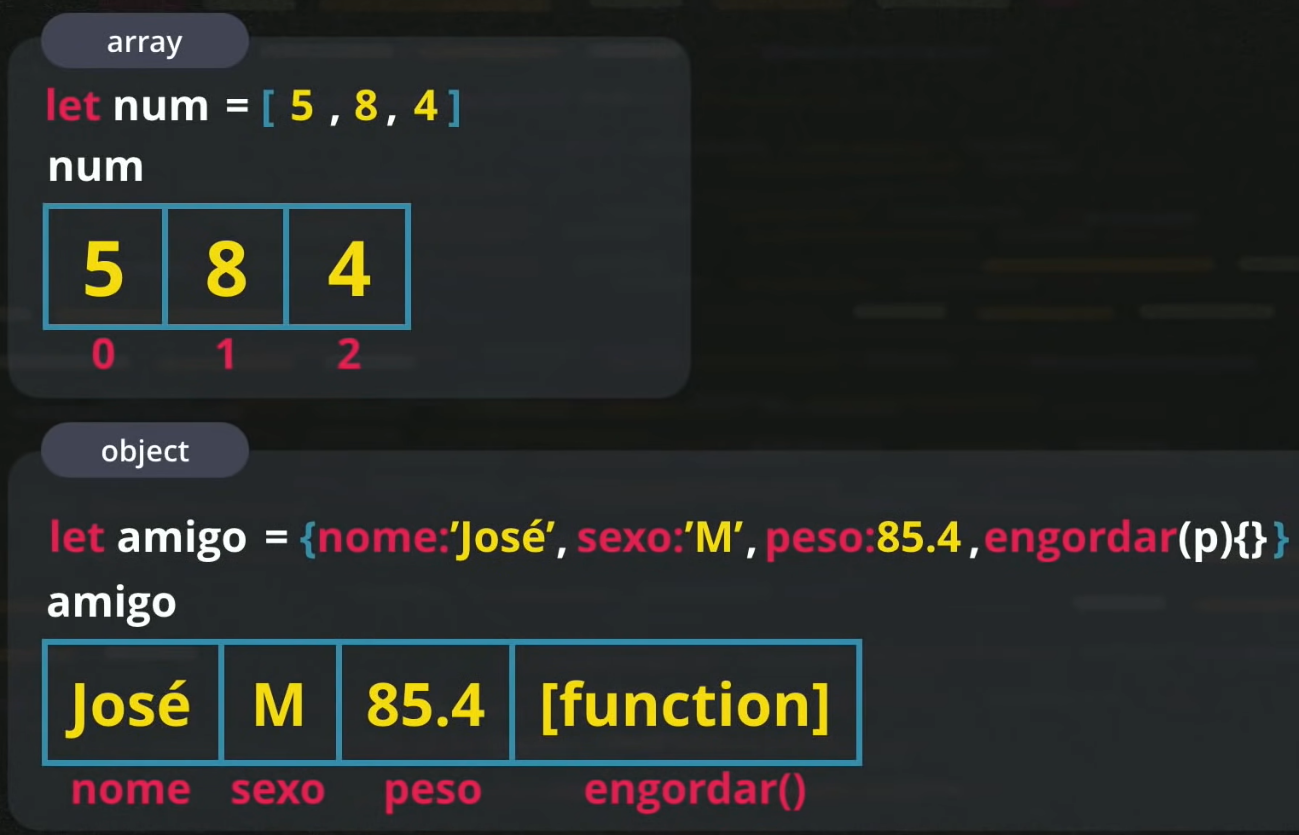 array
let num = [ 5 , 8 , 4 ]
num
5 8 4
0 1 2
object
let amigo = {nome:’José’, sexo:’M’, peso:85.4 ,engordar(p){} }
amigo
José M 85.4 [function]
nome sexo peso engordar()